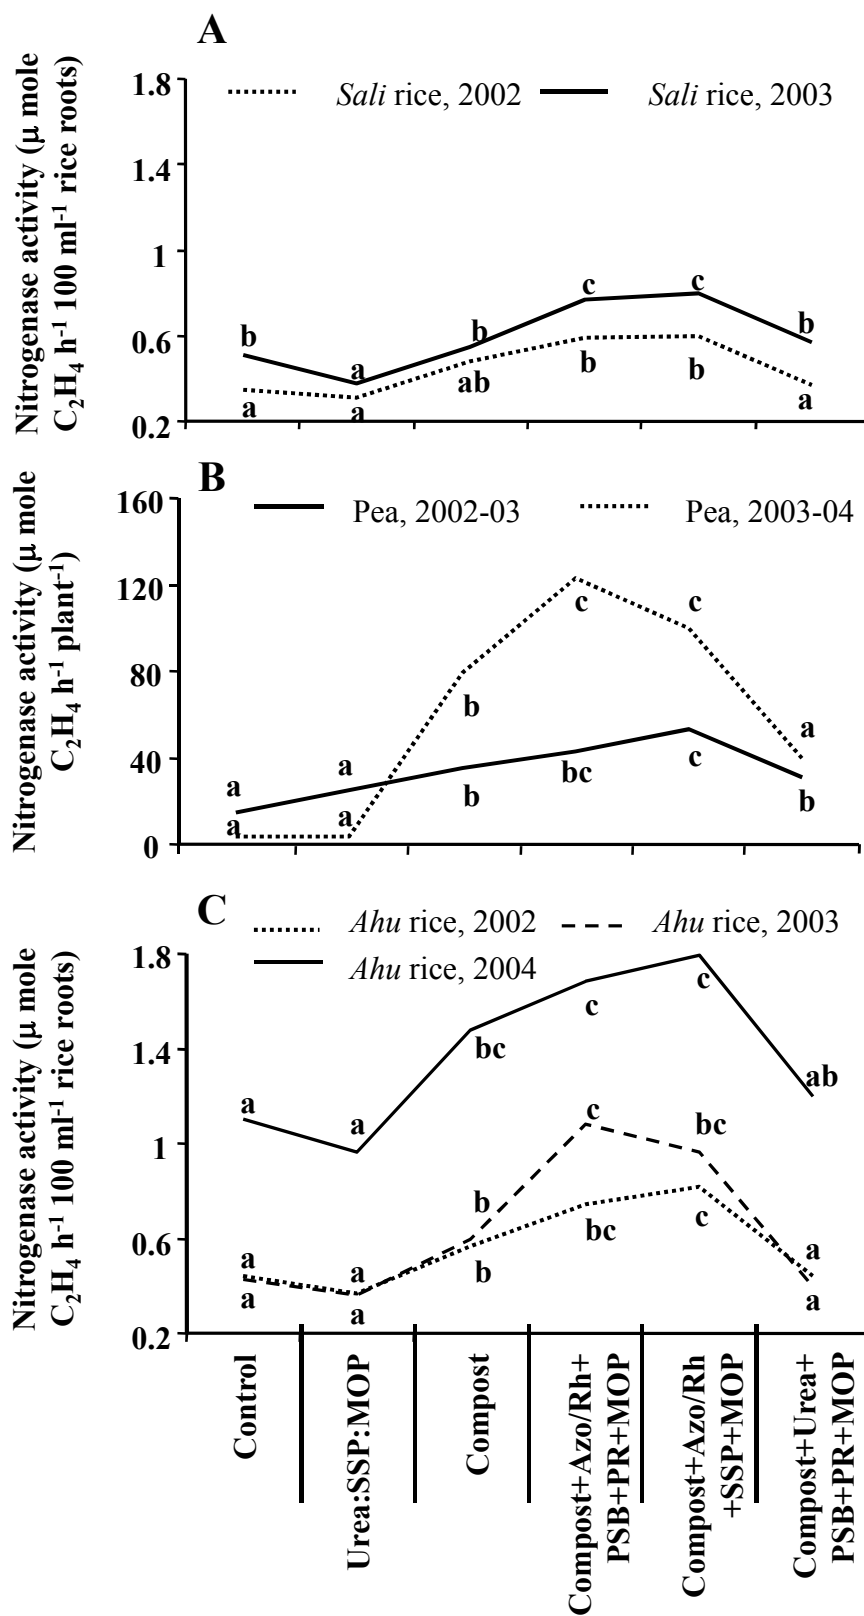 A
Nitrogenase activity (μ mole
C₂H₄ h⁻¹ 100 ml⁻¹ rice roots)
1.8
1.4
1
0.6
0.2
Sali rice, 2002
Sali rice, 2003
b
a
b
c
c
b
a
a
ab
b
b
a
B
Nitrogenase activity (μ mole
C₂H₄ h⁻¹ plant⁻¹)
160
120
80
40
0
Pea, 2002-03
Pea, 2003-04
a
a
b
c
c
a
a
a
b
bc
c
b
C
Nitrogenase activity (μ mole
C₂H₄ h⁻¹ 100 ml⁻¹ rice roots)
1.8
1.4
1
0.6
0.2
Ahu rice, 2002
Ahu rice, 2003
Ahu rice, 2004
a
a
bc
c
c
ab
a
a
b
c
bc
a
a
a
b
bc
c
a
Control
Urea:SSP:MOP
Compost
Compost+Azo/Rh+
PSB+PR+MOP
Compost+Azo/Rh
+SSP+MOP
Compost+Urea+
PSB+PR+MOP